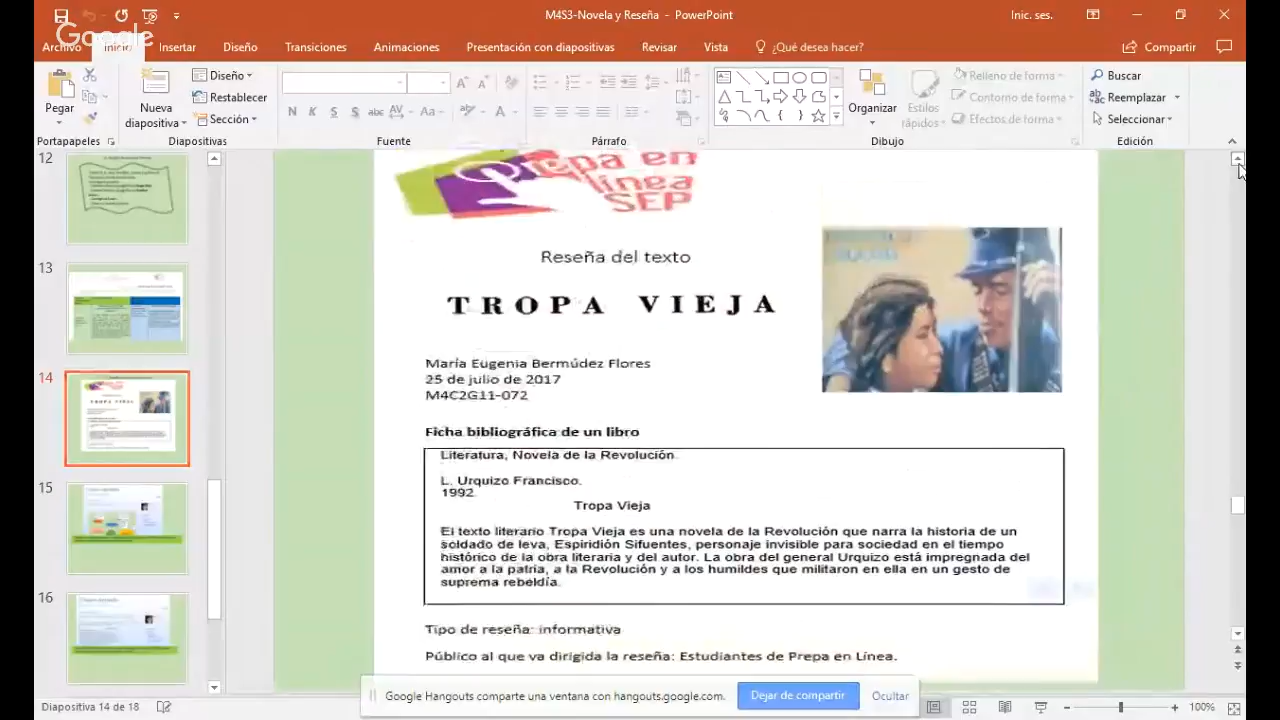 M4S3-Novela y Reseña - PowerPoint
Inic. ses.
Google
Archivo Inicio Insertar Diseño Transiciones Animaciones Presentación con diapositivas Revisar Vista ¿Qué desea hacer? Compartir
Pegar
Nueva diapositiva
Diseño
Restablecer
Sección
N K S S abc AV Aa A
Organizar
Estilos rápidos
Relleno de forma
Contorno de forma
Efectos de forma
Buscar
Reemplazar
Seleccionar
Portapapeles Diapositivas Fuente Párrafo Dibujo Edición
12
13
14
15
16
Prepa en
línea
SEP
Reseña del texto
TROPA VIEJA
María Eugenia Bermúdez Flores
25 de julio de 2017
M4C2G11-072
Ficha bibliográfica de un libro
Literatura, Novela de la Revolución
L. Urquizo Francisco.
1992.
Tropa Vieja
El texto literario Tropa Vieja es una novela de la Revolución que narra la historia de un
soldado de leva, Espiridión Sifuentes, personaje invisible para sociedad en el tiempo
histórico de la obra literaria y del autor. La obra del general Urquizo está impregnada del
amor a la patria, a la Revolución y a los humildes que militaron en ella en un gesto de
suprema rebeldía.
Tipo de reseña: informativa
Público al que va dirigida la reseña: Estudiantes de Prepa en Línea.
Google Hangouts comparte una ventana con hangouts.google.com. Dejar de compartir Ocultar
Diapositiva 14 de 18
100%